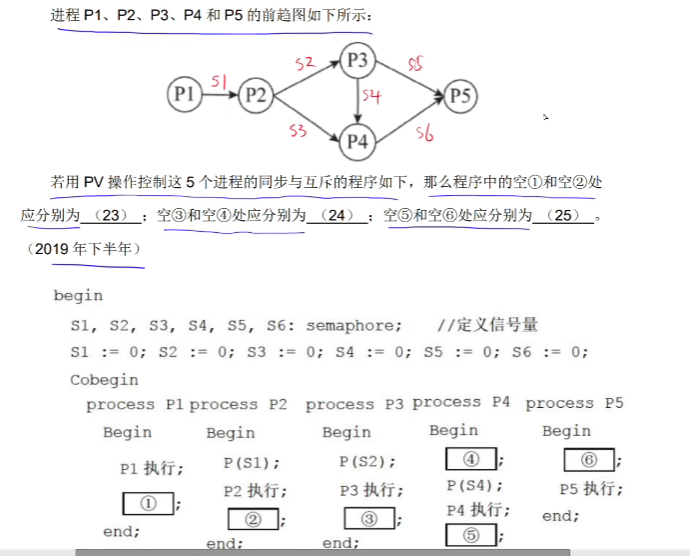 进程 P1、P2、P3、P4 和 P5 的前趋图如下所示：
P1 S1 P2 S2 P3 S5 P5
S4
S3 P4 S6
若用 PV 操作控制这 5 个进程的同步与互斥的程序如下，那么程序中的空①和空②处
应分别为 （23） ；空③和空④处应分别为 （24） ；空⑤和空⑥处应分别为 （25） 。
（2019 年下半年）
begin
S1, S2, S3, S4, S5, S6: semaphore; //定义信号量
S1 := 0; S2 := 0; S3 := 0; S4 := 0; S5 := 0; S6 := 0;
Cobegin
process P1 process P2 process P3 process P4 process P5
Begin Begin Begin Begin Begin
P1 执行; P(S1); P(S2); ④; ⑥;
①; P2 执行; P3 执行; P(S4); P5 执行;
end; ②; ③; P4 执行; end;
end; end; ⑤;